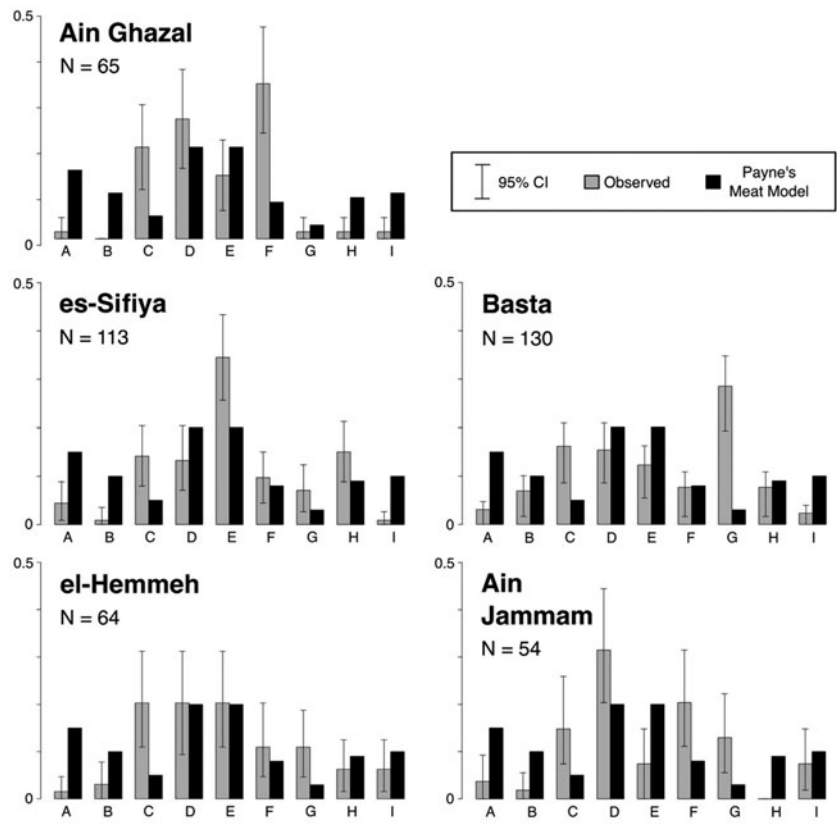 0.5
Ain Ghazal
N = 65
0
A B C D E F G H I
95% CI
Observed
Payne's
Meat Model
0.5
es-Sifiya
N = 113
0
A B C D E F G H I
0.5
Basta
N = 130
0
A B C D E F G H I
0.5
el-Hemmeh
N = 64
0
A B C D E F G H I
0.5
Ain
Jammam
N = 54
0
A B C D E F G H I